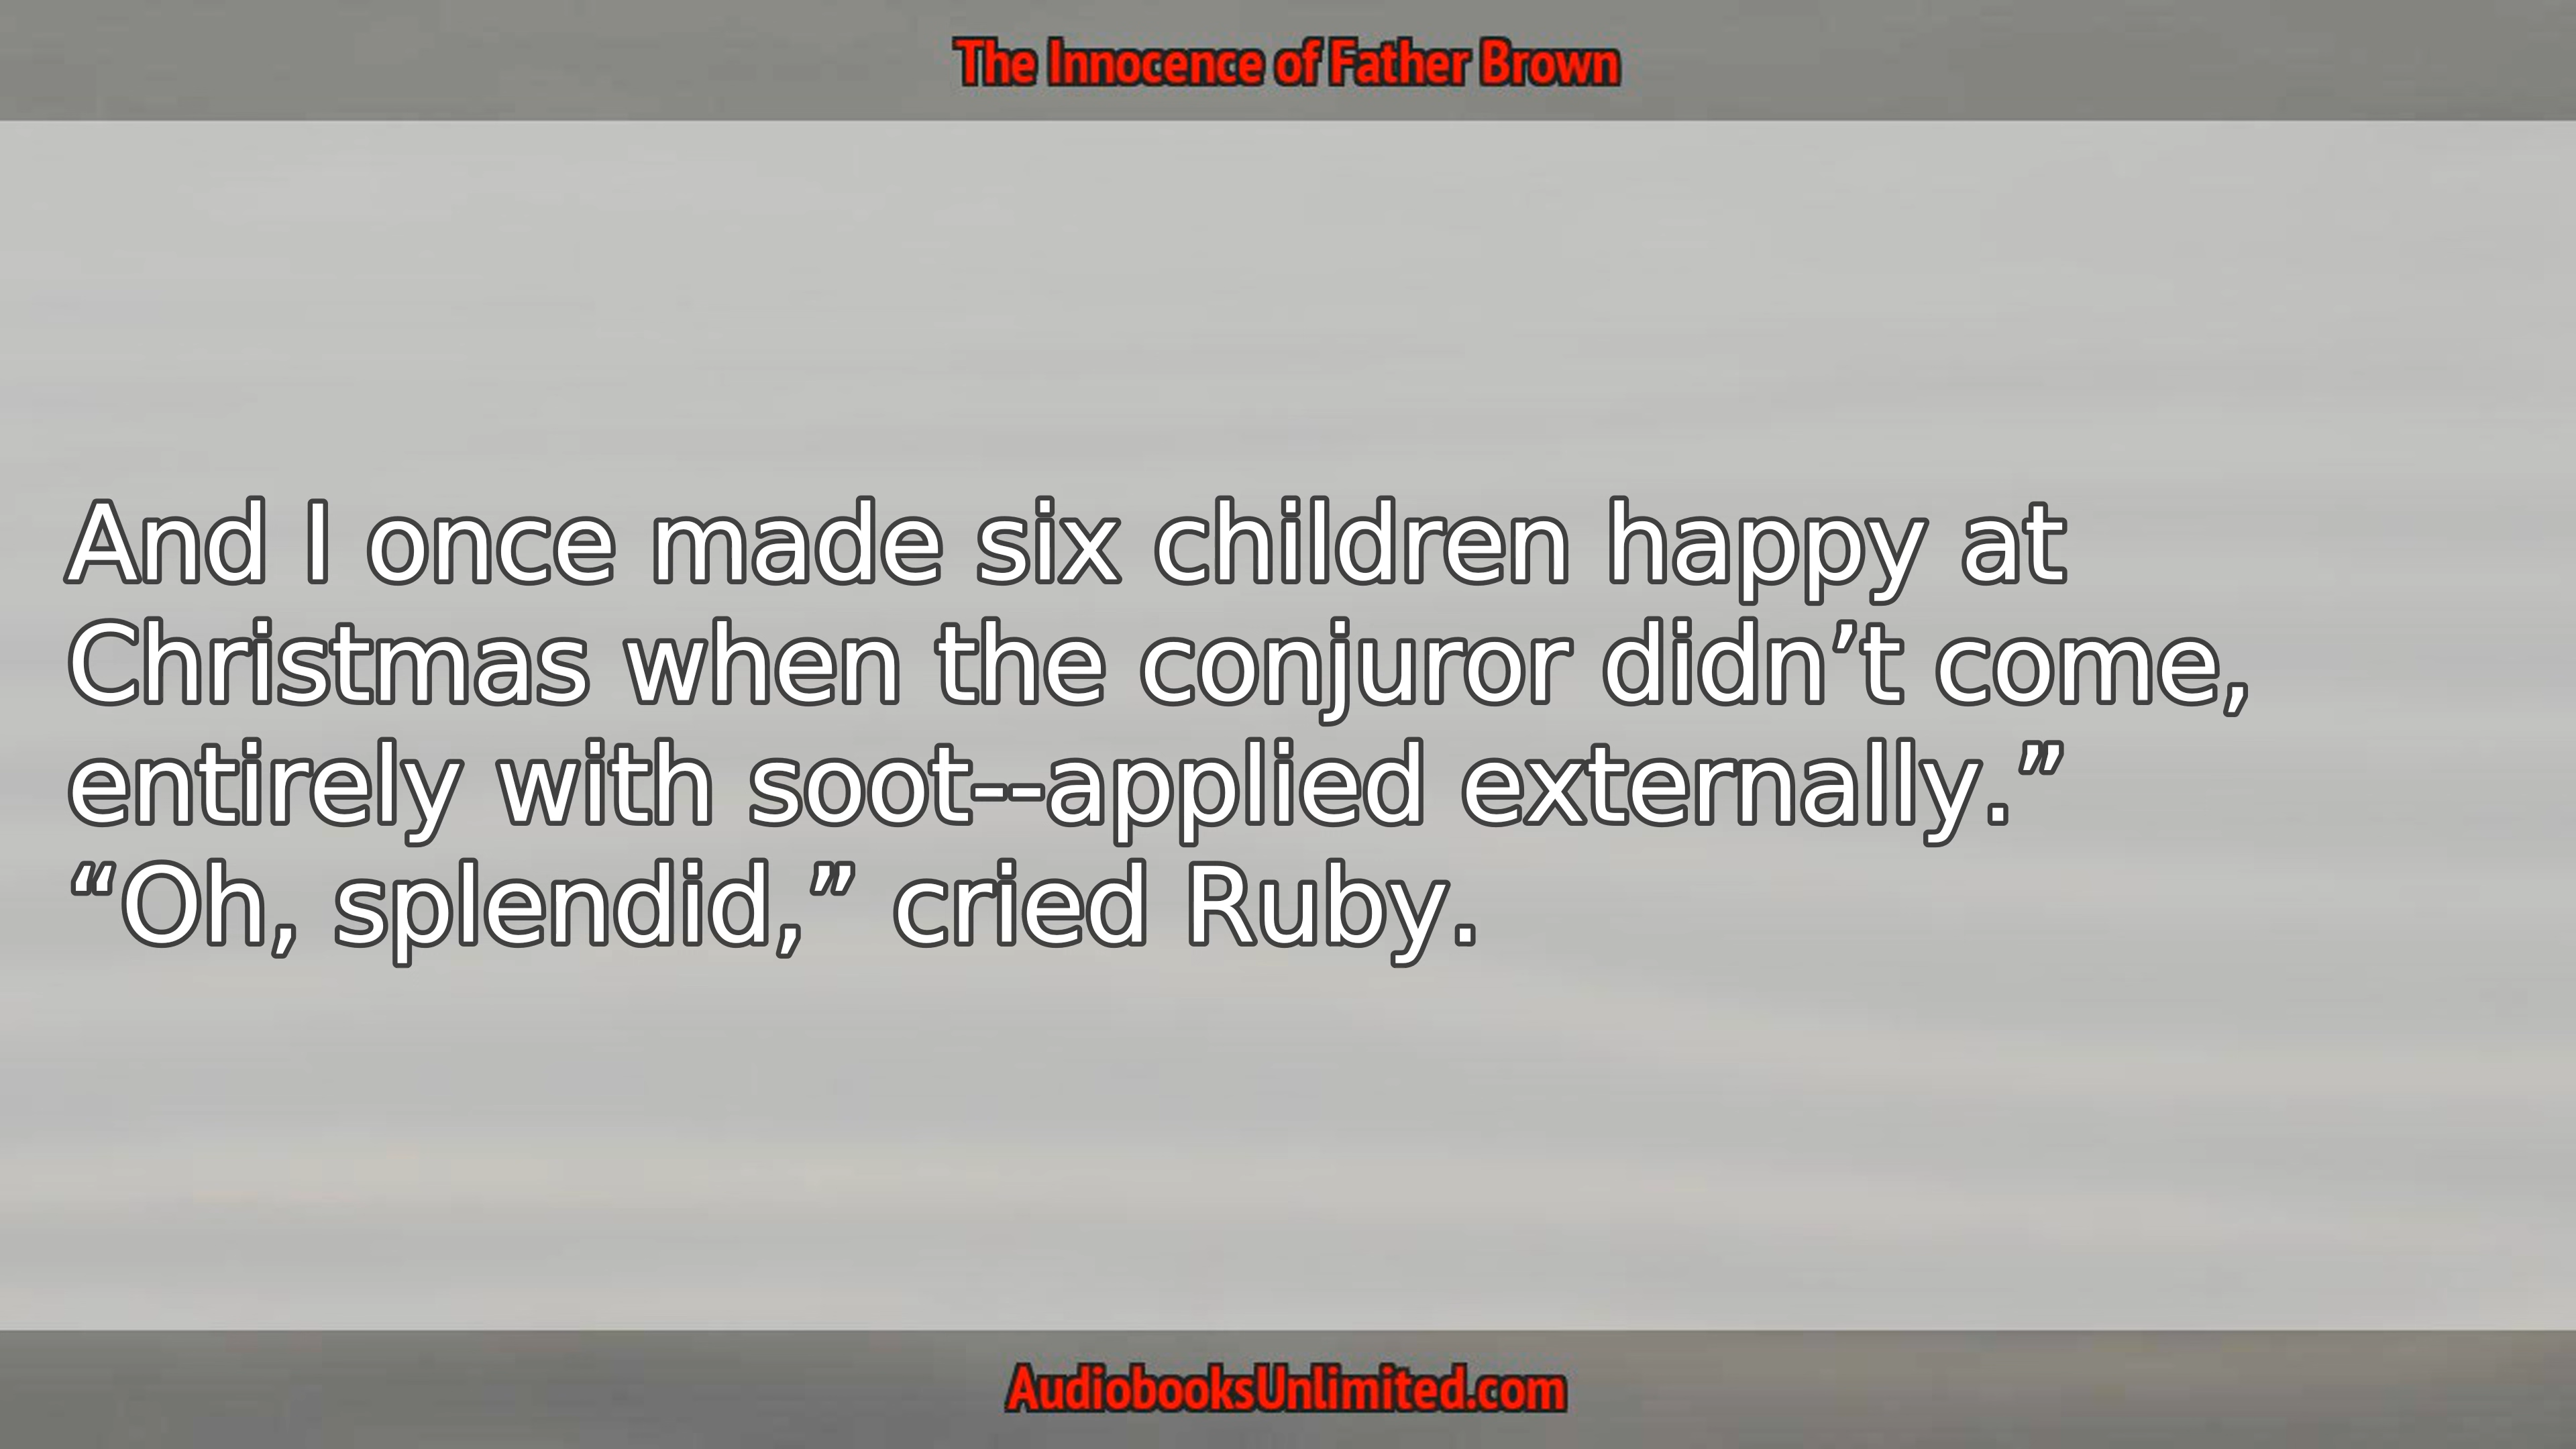 The Innocence of Father Brown
And I once made six children happy at
Christmas when the conjuror didn’t come,
entirely with soot--applied externally.”
“Oh, splendid,” cried Ruby.
AudiobooksUnlimited.com